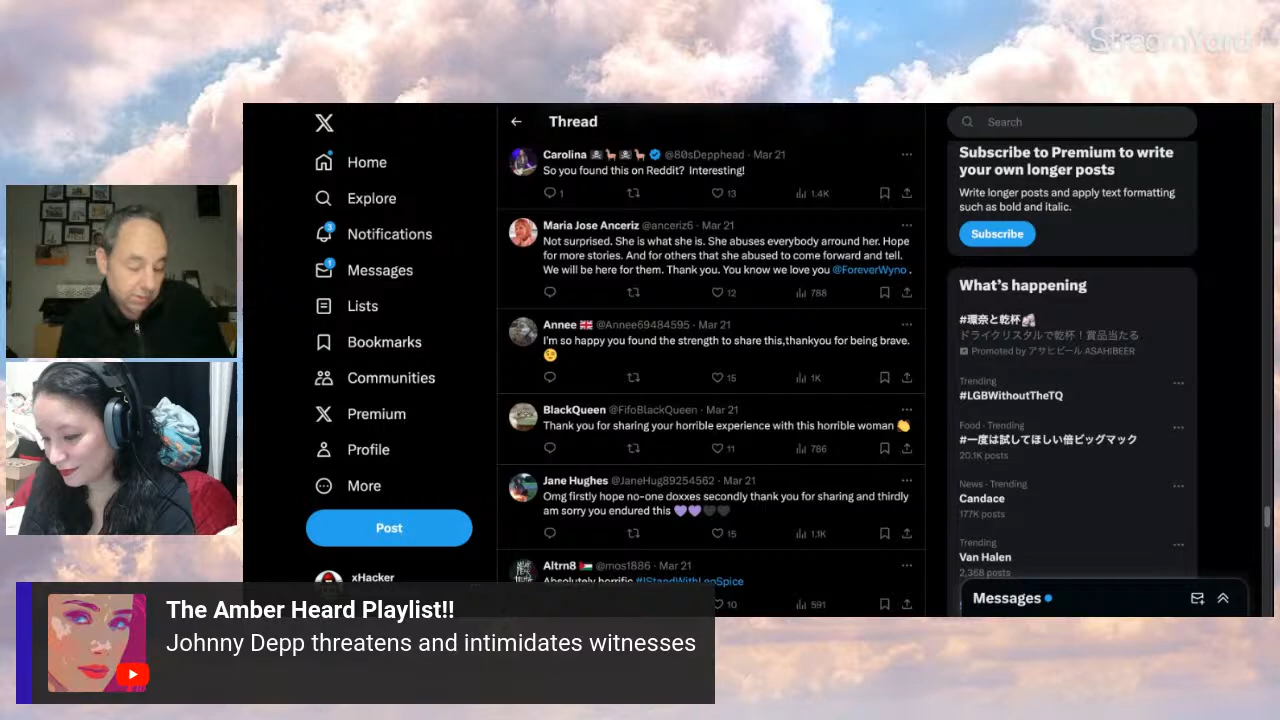 StreamYard
Thread
Search
Home
Explore
Notifications
3
Messages
1
Lists
Bookmarks
Communities
Premium
Profile
More
Post
xHacker
Carolina @80sDepphead · Mar 21
So you found this on Reddit? Interesting!
1 13 1.4K
Maria Jose Anceriz @anceriz6 · Mar 21
Not surprised. She is what she is. She abuses everybody arround her. Hope
for more stories. And for others that she abused to come forward and tell.
We will be here for them. Thank you. You know we love you @ForeverWyno .
12 788
Annee 🇬🇧 @Annee69484595 · Mar 21
I'm so happy you found the strength to share this,thankyou for being brave.
15 1K
BlackQueen @FifoBlackQueen · Mar 21
Thank you for sharing your horrible experience with this horrible woman 👏
11 786
Jane Hughes @JaneHug89254562 · Mar 21
Omg firstly hope no-one doxxes secondly thank you for sharing and thirdly
am sorry you endured this 💜💜🖤🖤
15 1.1K
Altrn8 🇵🇸 @mos1886 · Mar 21
Absolutely horrific #IStandWithLeoSpice
10 591
Subscribe to Premium to write
your own longer posts
Write longer posts and apply text formatting
such as bold and italic.
Subscribe
What's happening
#環奈と乾杯
ドライクリスタルで乾杯！賞品当たる
Promoted by アサヒビール ASAHIBEER
Trending
#LGBWithoutTheTQ
Food · Trending
#一度は試してほしい倍ビッグマック
20.1K posts
News · Trending
Candace
177K posts
Trending
Van Halen
2,368 posts
Messages
The Amber Heard Playlist!!
Johnny Depp threatens and intimidates witnesses